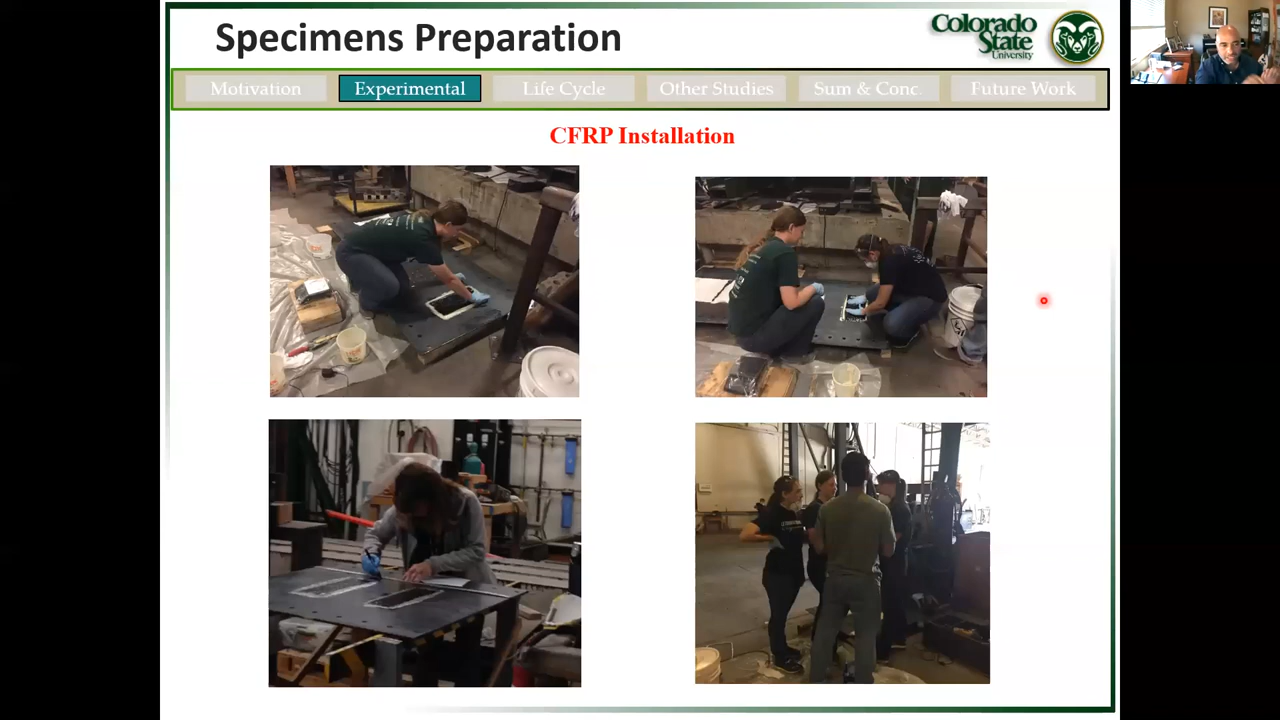 Specimens Preparation
Colorado
State
University
Motivation
Experimental
Life Cycle
Other Studies
Sum & Conc.
Future Work
CFRP Installation